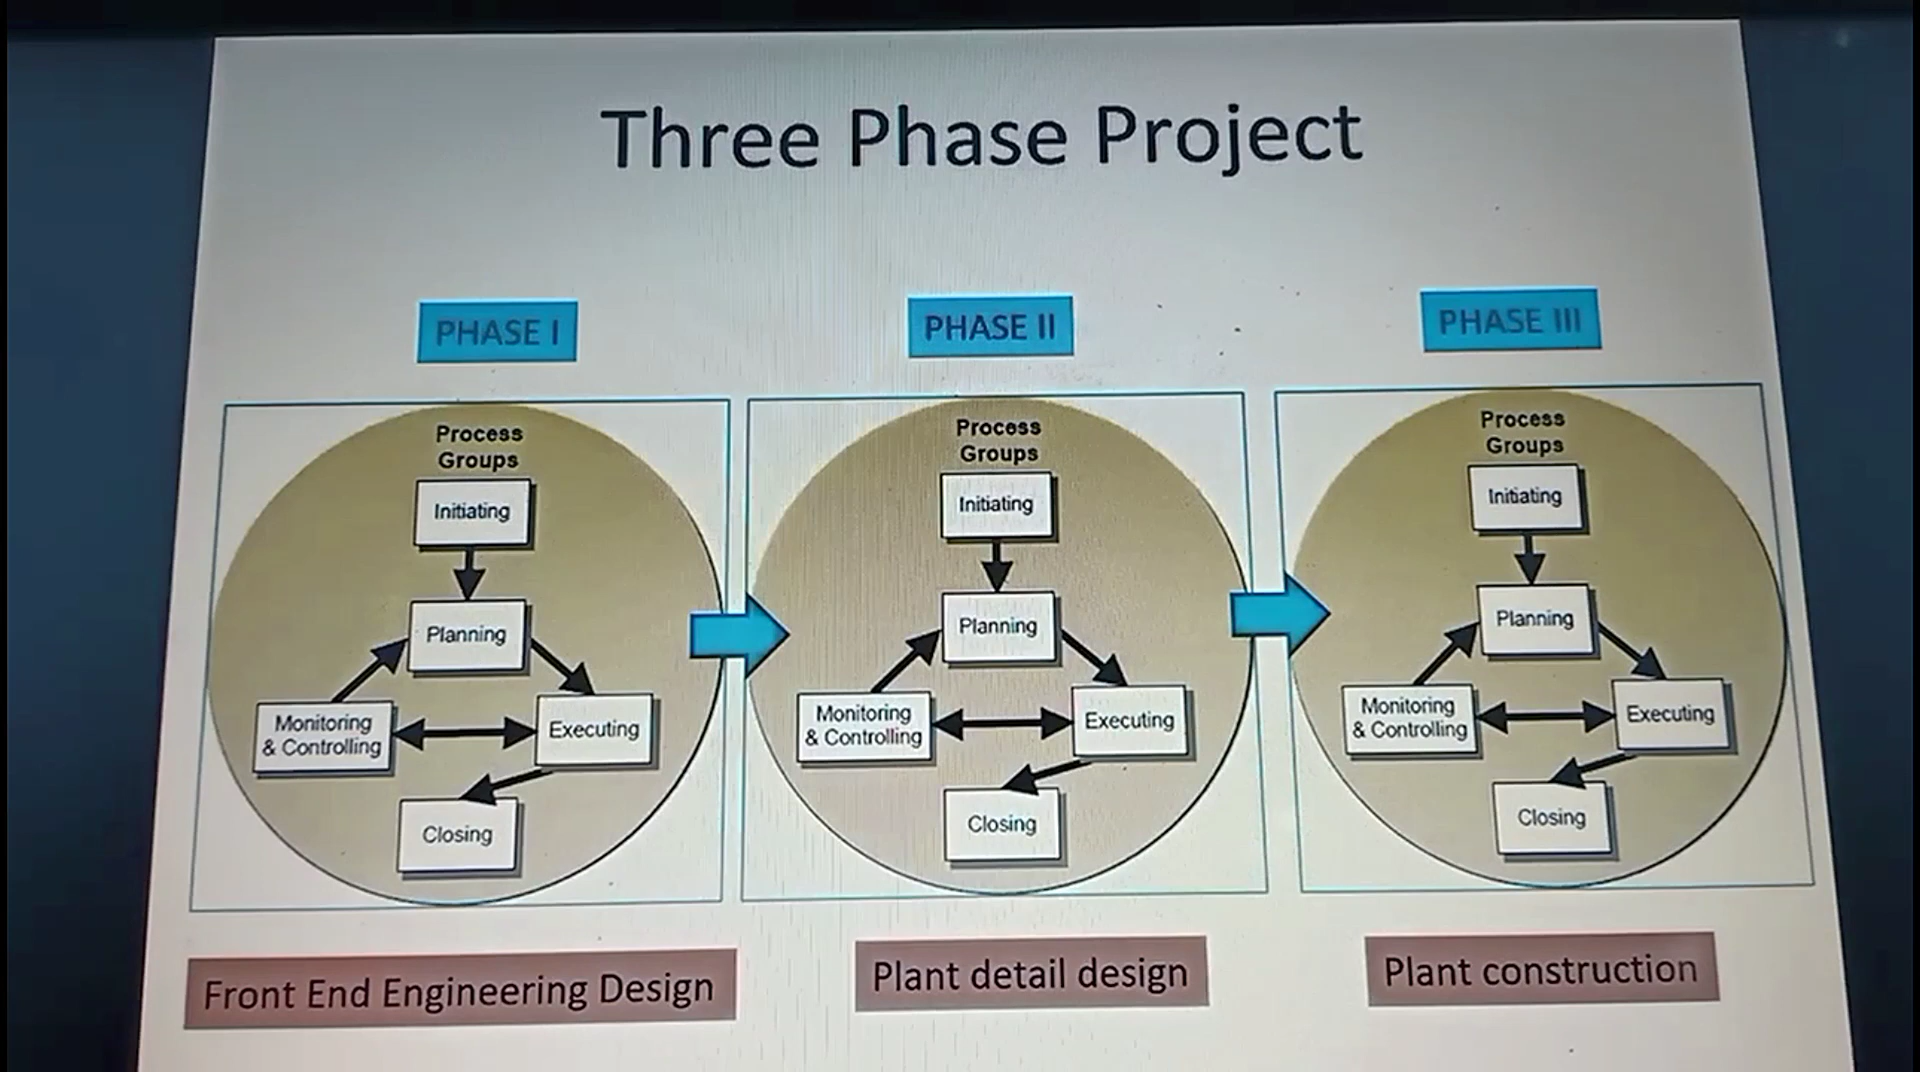 Three Phase Project
PHASE I
PHASE II
PHASE III
Process
Groups
Initiating
Planning
Monitoring
& Controlling
Executing
Closing
Process
Groups
Initiating
Planning
Monitoring
& Controlling
Executing
Closing
Process
Groups
Initiating
Planning
Monitoring
& Controlling
Executing
Closing
Front End Engineering Design
Plant detail design
Plant construction